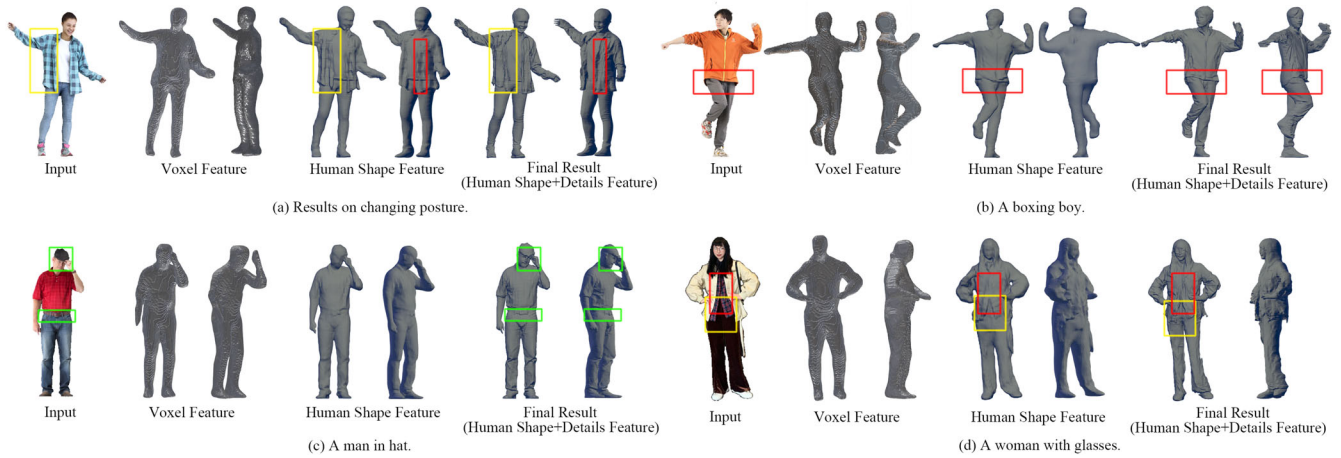 Input
Voxel Feature
Human Shape Feature
Final Result
(Human Shape+Details Feature)
(a) Results on changing posture.
Input
Voxel Feature
Human Shape Feature
Final Result
(Human Shape+Details Feature)
(b) A boxing boy.
Input
Voxel Feature
Human Shape Feature
Final Result
(Human Shape+Details Feature)
(c) A man in hat.
Input
Voxel Feature
Human Shape Feature
Final Result
(Human Shape+Details Feature)
(d) A woman with glasses.